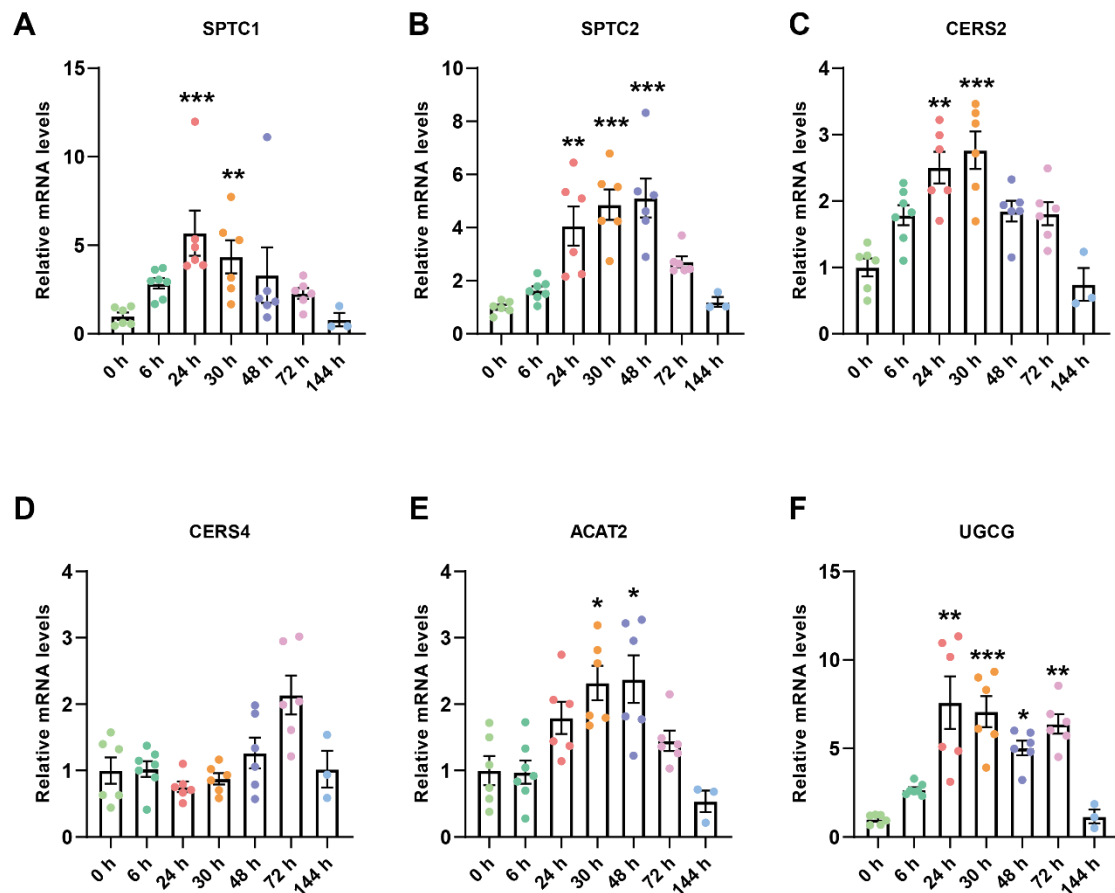 A
SPTC1
Relative mRNA levels
15
10
5
0
***
**
0 h
6 h
24 h
30 h
48 h
72 h
144 h
B
SPTC2
Relative mRNA levels
10
8
6
4
2
0
**
***
***
0 h
6 h
24 h
30 h
48 h
72 h
144 h
C
CERS2
Relative mRNA levels
4
3
2
1
0
**
***
0 h
6 h
24 h
30 h
48 h
72 h
144 h
D
CERS4
Relative mRNA levels
4
3
2
1
0
0 h
6 h
24 h
30 h
48 h
72 h
144 h
E
ACAT2
Relative mRNA levels
4
3
2
1
0
*
*
0 h
6 h
24 h
30 h
48 h
72 h
144 h
F
UGCG
Relative mRNA levels
15
10
5
0
**
***
*
**
0 h
6 h
24 h
30 h
48 h
72 h
144 h